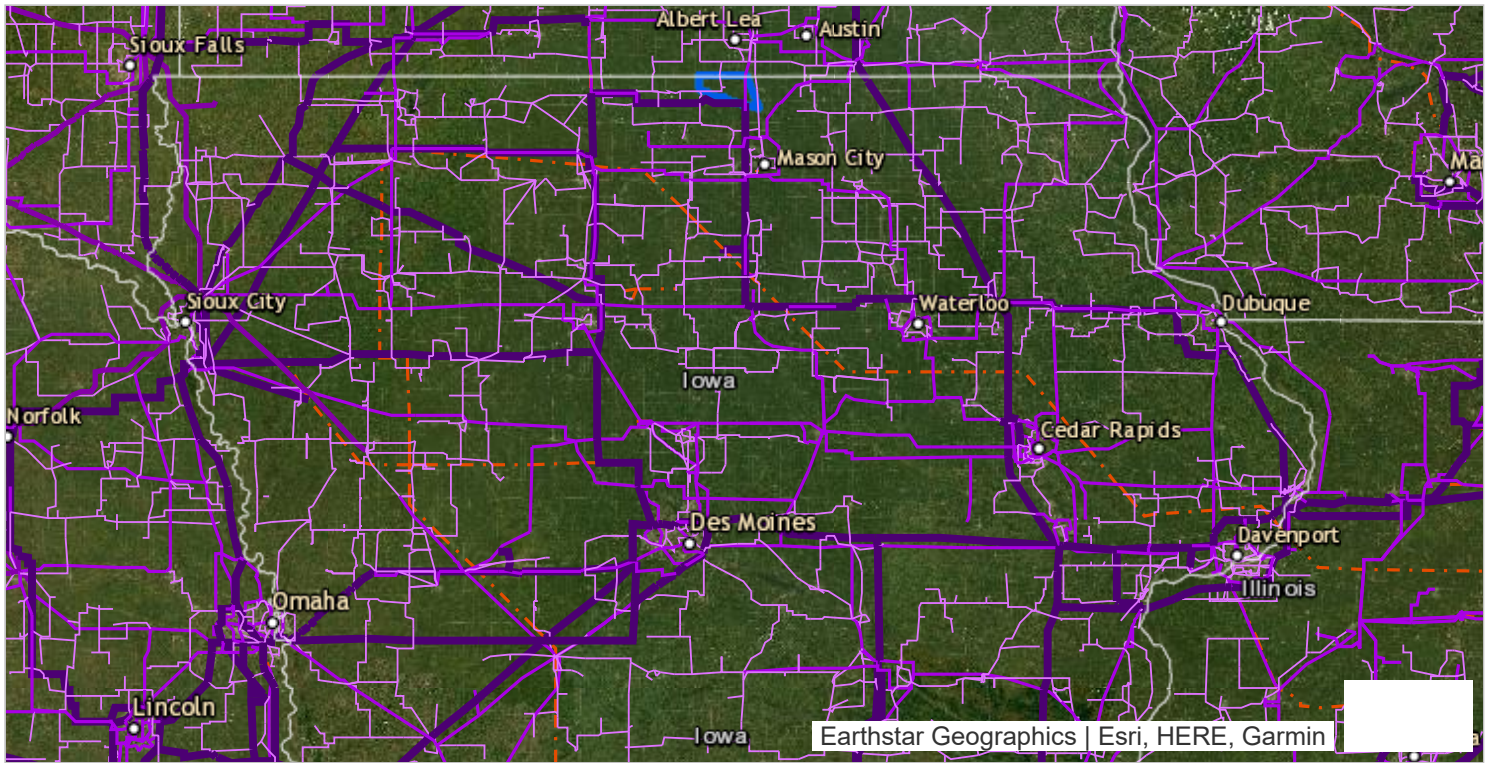 Albert Lea
Austin
Sioux Falls
Mason City
Ma
Sioux City
Waterloo
Dubuque
Iowa
Norfolk
Cedar Rapids
Des Moines
Davenport
Illinois
Omaha
Lincoln
Iowa
Earthstar Geographics | Esri, HERE, Garmin